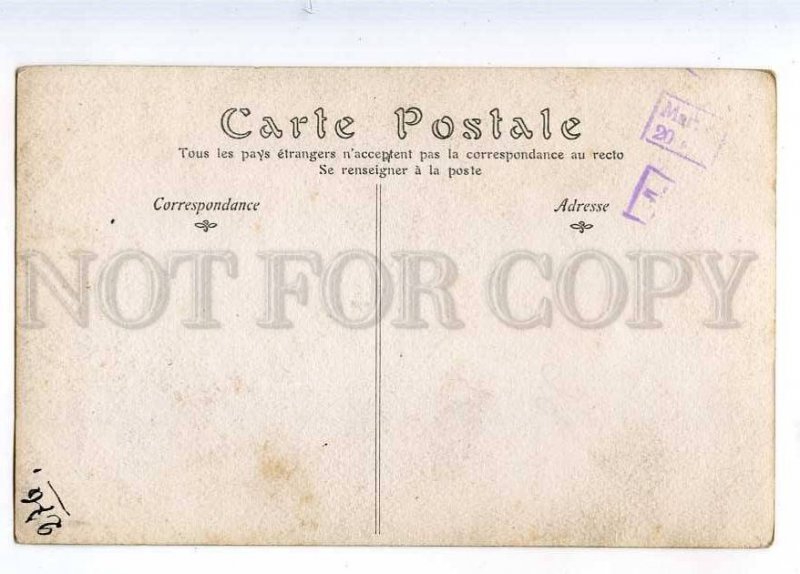 Carte Postale
Tous les pays étrangers n'acceptent pas la correspondance au recto
Se renseigner à la poste
Correspondance
Adresse
NOT FOR COPY
20
276.